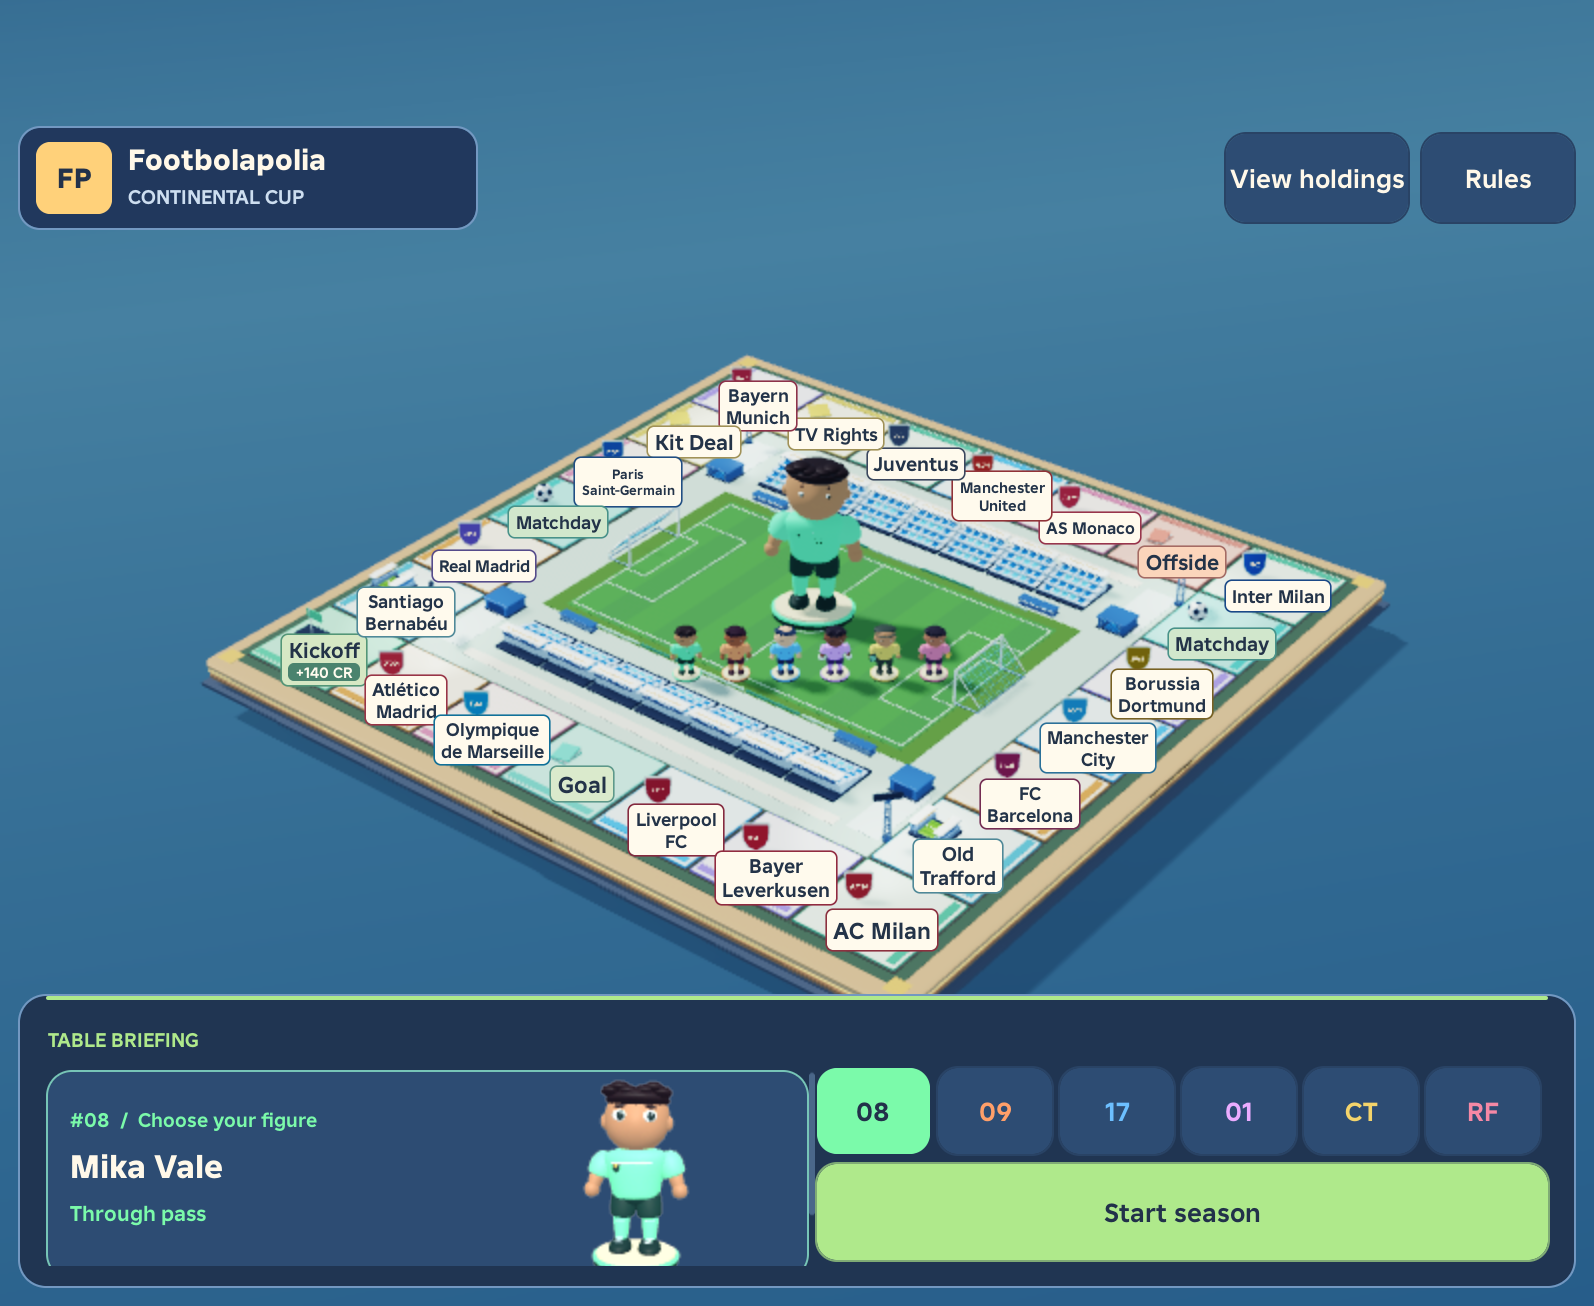 FP
Footbolapolia
CONTINENTAL CUP
View holdings
Rules
Bayern
Munich
Kit Deal
TV Rights
Juventus
Paris
Saint-Germain
Manchester
United
Matchday
AS Monaco
Real Madrid
Offside
Inter Milan
Santiago
Bernabéu
Kickoff
+140 CR
Matchday
Atlético
Madrid
Borussia
Dortmund
Olympique
de Marseille
Manchester
City
Goal
FC
Barcelona
Liverpool
FC
Bayer
Leverkusen
Old
Trafford
AC Milan
TABLE BRIEFING
#08 / Choose your figure
Mika Vale
Through pass
08
09
17
01
CT
RF
Start season